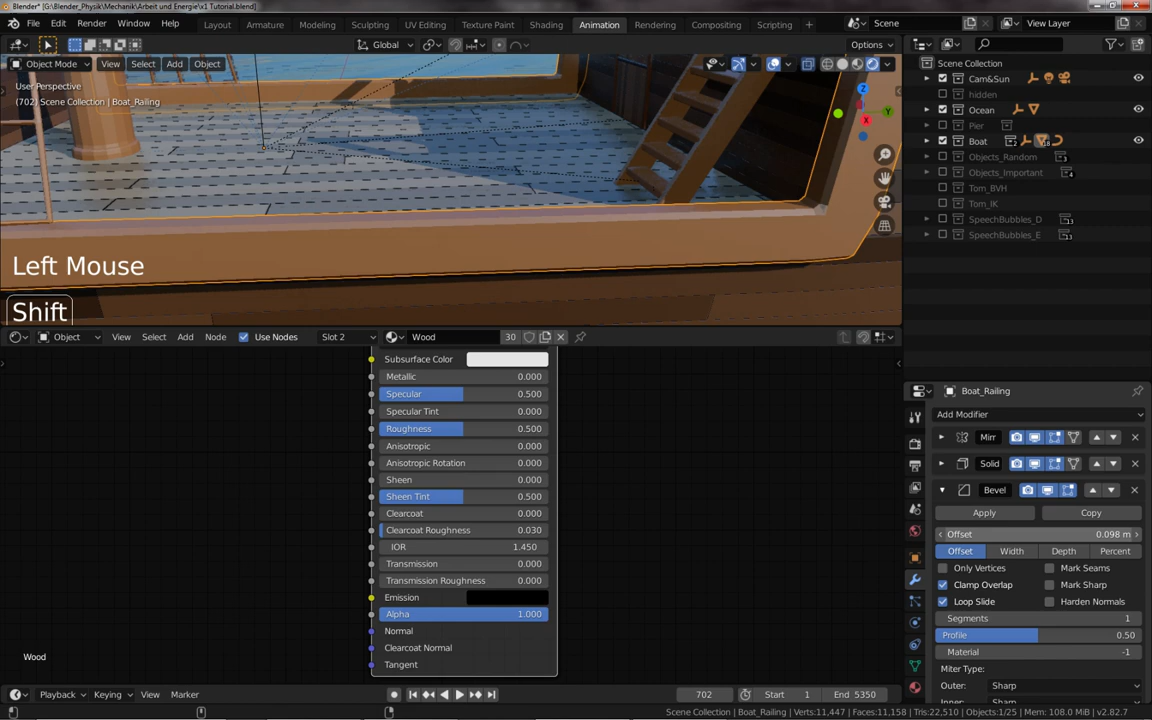 Blender* [G:\Blender_Physik\Mechanik\Arbeit und Energie\x1 Tutorial.blend]
File Edit Render Window Help Layout Armature Modeling Sculpting UV Editing Texture Paint Shading Animation Rendering Compositing Scripting Scene View Layer
Global Options
Object Mode View Select Add Object
User Perspective
(702) Scene Collection | Boat_Railing
Z
Y
X
Left Mouse
Shift
Scene Collection
Cam&Sun
hidden
Ocean
Pier
Boat 2 18
Objects_Random 3
Objects_Important 4
Tom_BVH
Tom_IK
SpeechBubbles_D 13
SpeechBubbles_E 13
Object View Select Add Node Use Nodes Slot 2 Wood 30
Subsurface Color
Metallic 0.000
Specular 0.500
Specular Tint 0.000
Roughness 0.500
Anisotropic 0.000
Anisotropic Rotation 0.000
Sheen 0.000
Sheen Tint 0.500
Clearcoat 0.000
Clearcoat Roughness 0.030
IOR 1.450
Transmission 0.000
Transmission Roughness 0.000
Emission
Alpha 1.000
Normal
Clearcoat Normal
Tangent
Wood
Boat_Railing
Add Modifier
Mirr
Solid
Bevel
Apply Copy
Offset 0.098 m
Offset Width Depth Percent
Only Vertices Mark Seams
Clamp Overlap Mark Sharp
Loop Slide Harden Normals
Segments 1
Profile 0.50
Material -1
Miter Type:
Outer: Sharp
Inner: Sharp
Playback Keying View Marker 702 Start 1 End 5350
Scene Collection | Boat_Railing | Verts:11,447 | Faces:11,158 | Tris:22,510 | Objects:1/25 | Mem: 108.0 MiB | v2.82.7